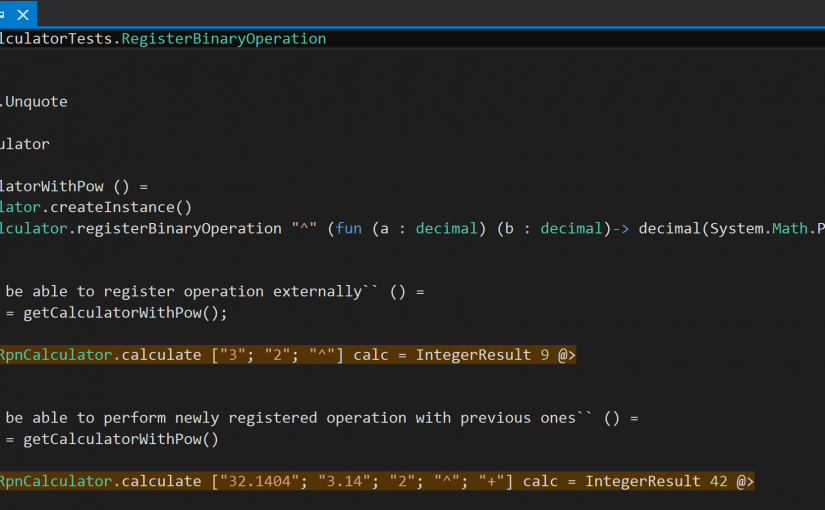 lculatorTests.RegisterBinaryOperation
.Unquote
ulator
latorWithPow () =
lator.createInstance()
lculator.registerBinaryOperation "^" (fun (a : decimal) (b : decimal)-> decimal(System.Math.P
be able to register operation externally`` () =
= getCalculatorWithPow();
RpnCalculator.calculate ["3"; "2"; "^"] calc = IntegerResult 9 @>
be able to perform newly registered operation with previous ones`` () =
= getCalculatorWithPow()
RpnCalculator.calculate ["32.1404"; "3.14"; "2"; "^"; "+"] calc = IntegerResult 42 @>